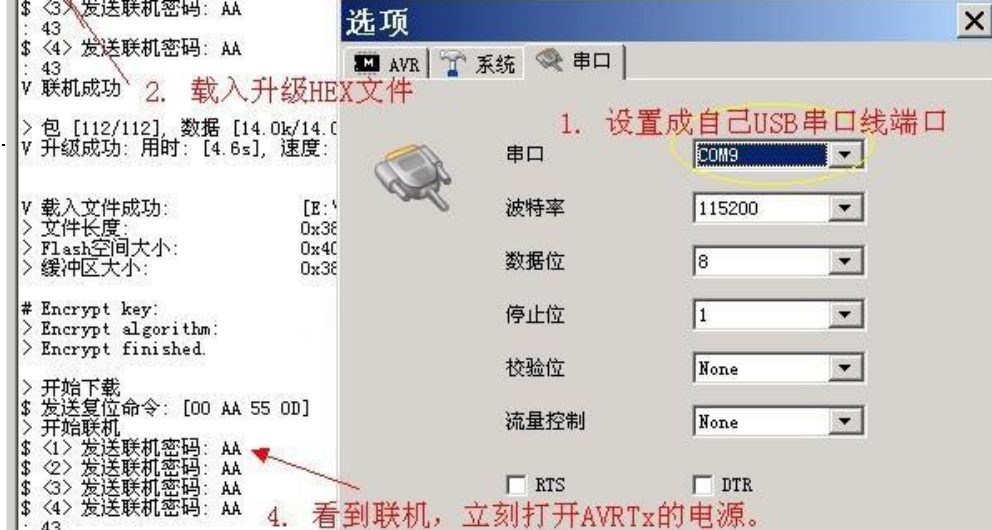 $ <3> 发送联机密码: AA
: 43
$ <4> 发送联机密码: AA
: 43
V 联机成功
2. 载入升级HEX文件
> 包 [112/112], 数据 [14.0k/14.0
V 升级成功: 用时: [4.6s], 速度:
V 载入文件成功: [E:\
> 文件长度: 0x38
> Flash空间大小: 0x40
> 缓冲区大小: 0x38
# Encrypt key:
> Encrypt algorithm:
> Encrypt finished.
> 开始下载
$ 发送复位命令: [00 AA 55 0D]
> 开始联机
$ <1> 发送联机密码: AA
$ <2> 发送联机密码: AA
$ <3> 发送联机密码: AA
$ <4> 发送联机密码: AA
: 43
4. 看到联机，立刻打开AVRTx的电源。
选项
AVR 系统 串口
1. 设置成自己USB串口线端口
串口 COM9
波特率 115200
数据位 8
停止位 1
校验位 None
流量控制 None
RTS DTR